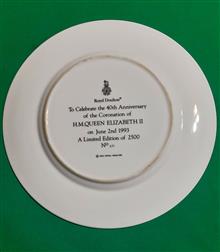 Royal Doulton®
To Celebrate the 40th Anniversary
of the Coronation of
H.M.QUEEN ELIZABETH II
on June 2nd 1993
A Limited Edition of 2500
Nº